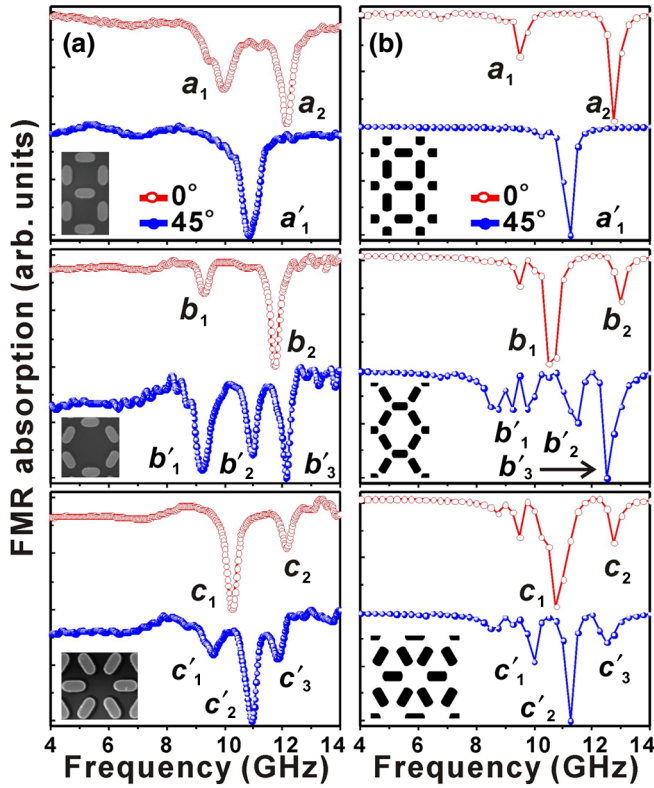 (a)
a1
a2
0°
45°
a′1
b1
b2
b′1
b′2
b′3
c1
c2
c′1
c′2
c′3
4 6 8 10 12 14
Frequency (GHz)
FMR absorption (arb. units)
(b)
a1
a2
0°
45°
a′1
b1
b2
b′1
b′2
b′3
c1
c2
c′1
c′2
c′3
4 6 8 10 12 14
Frequency (GHz)